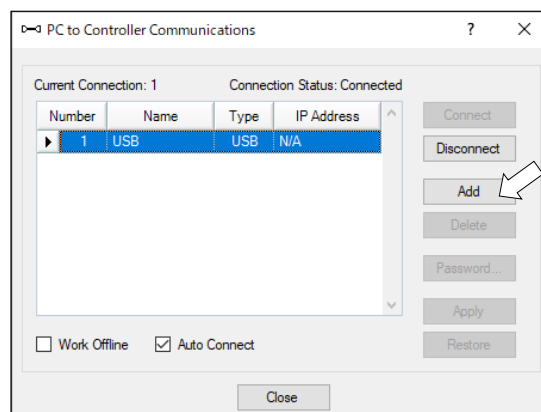 PC to Controller Communications ? ×
Current Connection: 1 Connection Status: Connected
Number Name Type IP Address
1 USB USB N/A
Connect
Disconnect
Add
Delete
Password...
Apply
Restore
Work Offline Auto Connect
Close